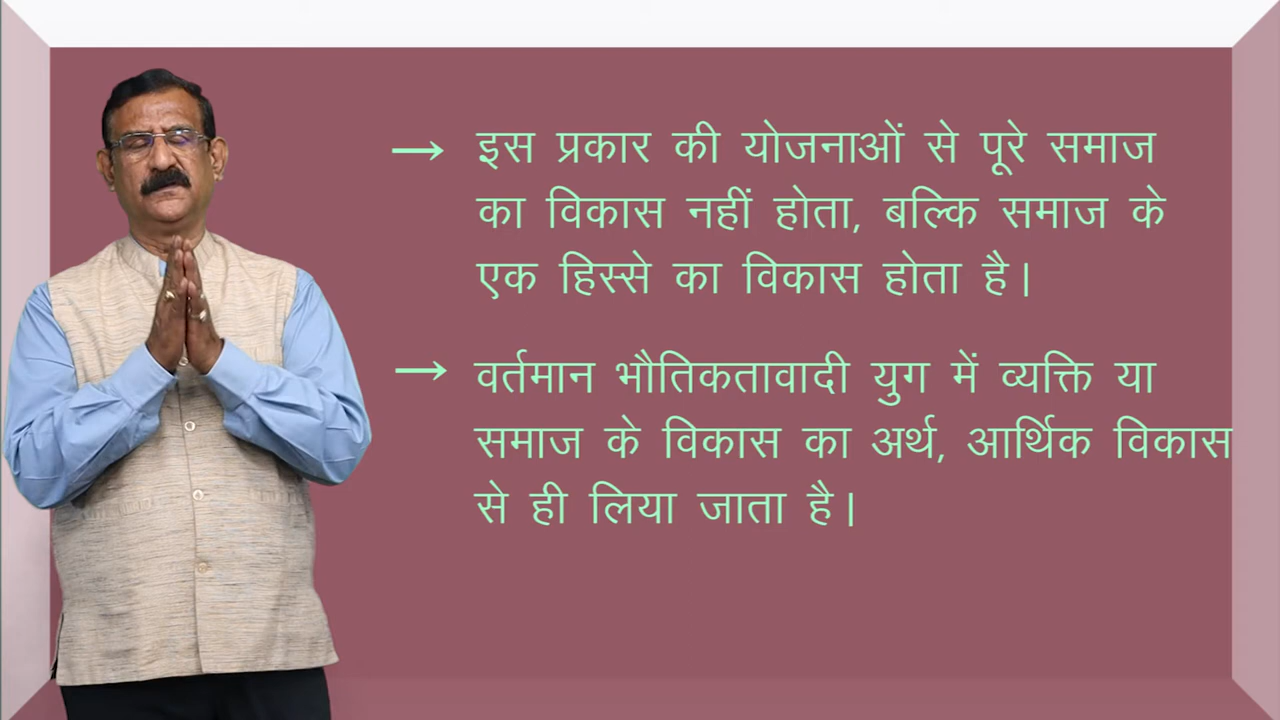 → इस प्रकार की योजनाओं से पूरे समाज
का विकास नहीं होता, बल्कि समाज के
एक हिस्से का विकास होता है।
→ वर्तमान भौतिकतावादी युग में व्यक्ति या
समाज के विकास का अर्थ, आर्थिक विकास
से ही लिया जाता है।